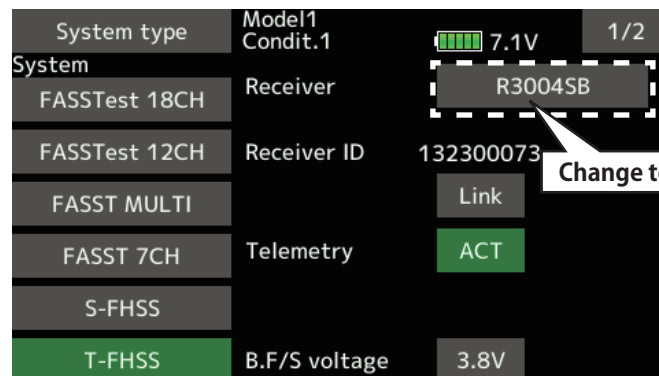 System type
Model1
Condit.1
7.1V
1/2
System
FASSTest 18CH
Receiver
R3004SB
FASSTest 12CH
Receiver ID
132300073
Change to
FASST MULTI
Link
FASST 7CH
Telemetry
ACT
S-FHSS
T-FHSS
B.F/S voltage
3.8V